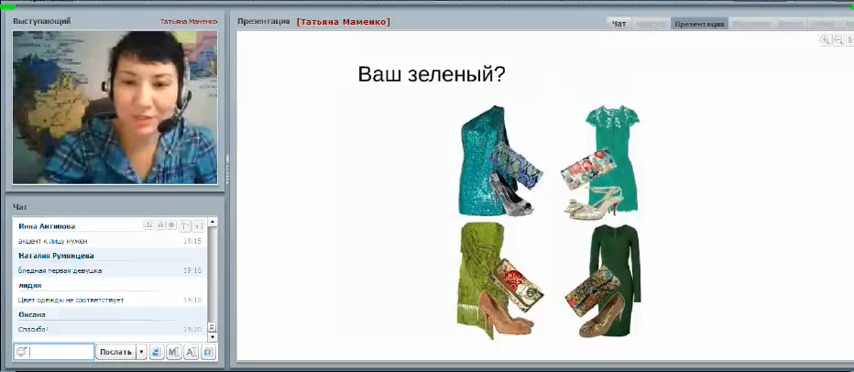 Выступающий
Татьяна Маменко
Презентация
[Татьяна Маменко]
Чат
Презентация
Ваш зеленый?
Чат
Инна Антипова
акцент к лицу нужен
19:15
Наталия Румянцева
бледная первая девушка
19:16
лидия
Цвет одежды не соответствует
19:16
Оксана
Спасибо!
19:20
Послать